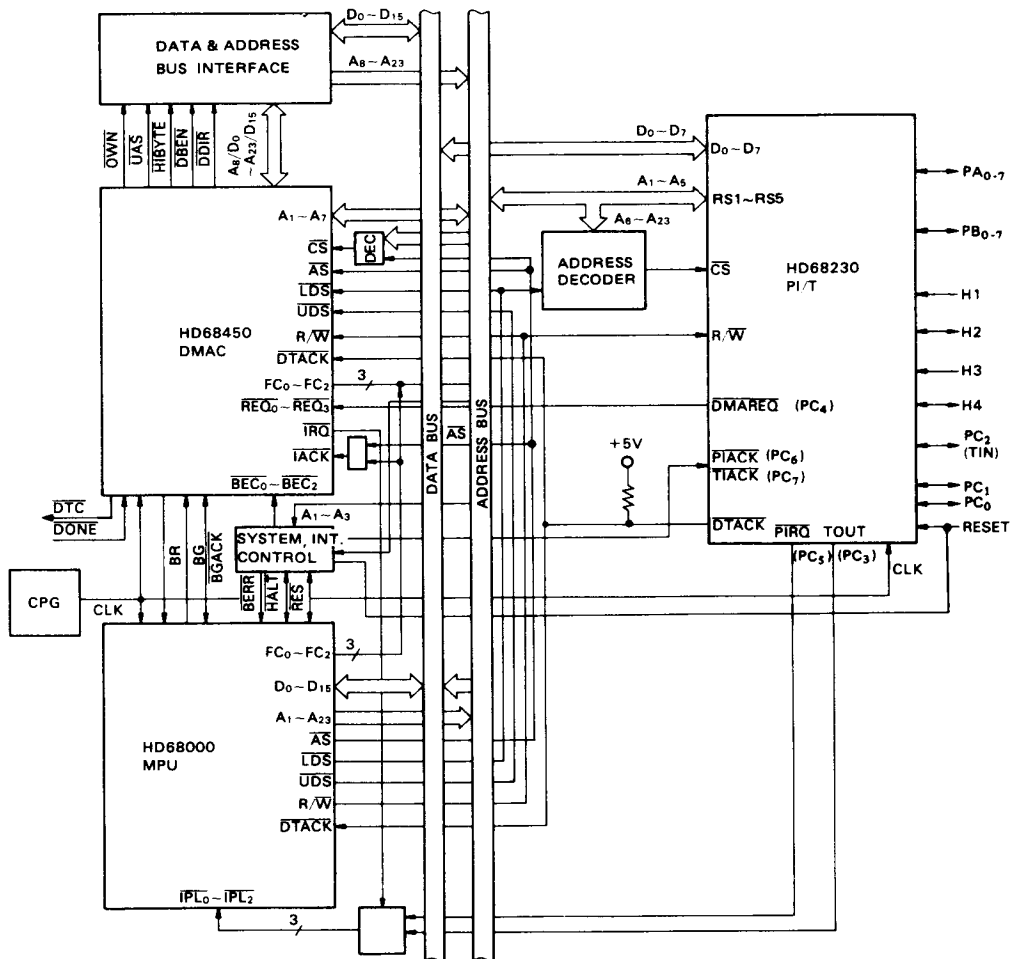 DATA & ADDRESS
BUS INTERFACE
D₀~D₁₅
A₈~A₂₃
OWN
UAS
HIBYTE
DBEN
DDIR
A₈/D₀
~A₂₃/D₁₅
HD68450
DMAC
A₁~A₇
CS
DEC
AS
LDS
UDS
R/W
DTACK
FC₀~FC₂
3
REQ₀~REQ₃
IRQ
IACK
BEC₀~BEC₂
DTC
DONE
BR
BG
BGACK
A₁~A₃
SYSTEM, INT.
CONTROL
BERR
HALT
RES
CPG
CLK
HD68000
MPU
FC₀~FC₂
3
D₀~D₁₅
A₁~A₂₃
AS
LDS
UDS
R/W
DTACK
IPL₀~IPL₂
3
DATA BUS
AS
ADDRESS BUS
D₀~D₇
A₁~A₅
A₆~A₂₃
ADDRESS
DECODER
+5V
HD68230
PI/T
D₀~D₇
RS1~RS5
CS
R/W
DMAREQ (PC₄)
PIACK (PC₆)
TIACK (PC₇)
DTACK
PIRQ TOUT
(PC₅) (PC₃)
CLK
PA₀₋₇
PB₀₋₇
H1
H2
H3
H4
PC₂
(TIN)
PC₁
PC₀
RESET